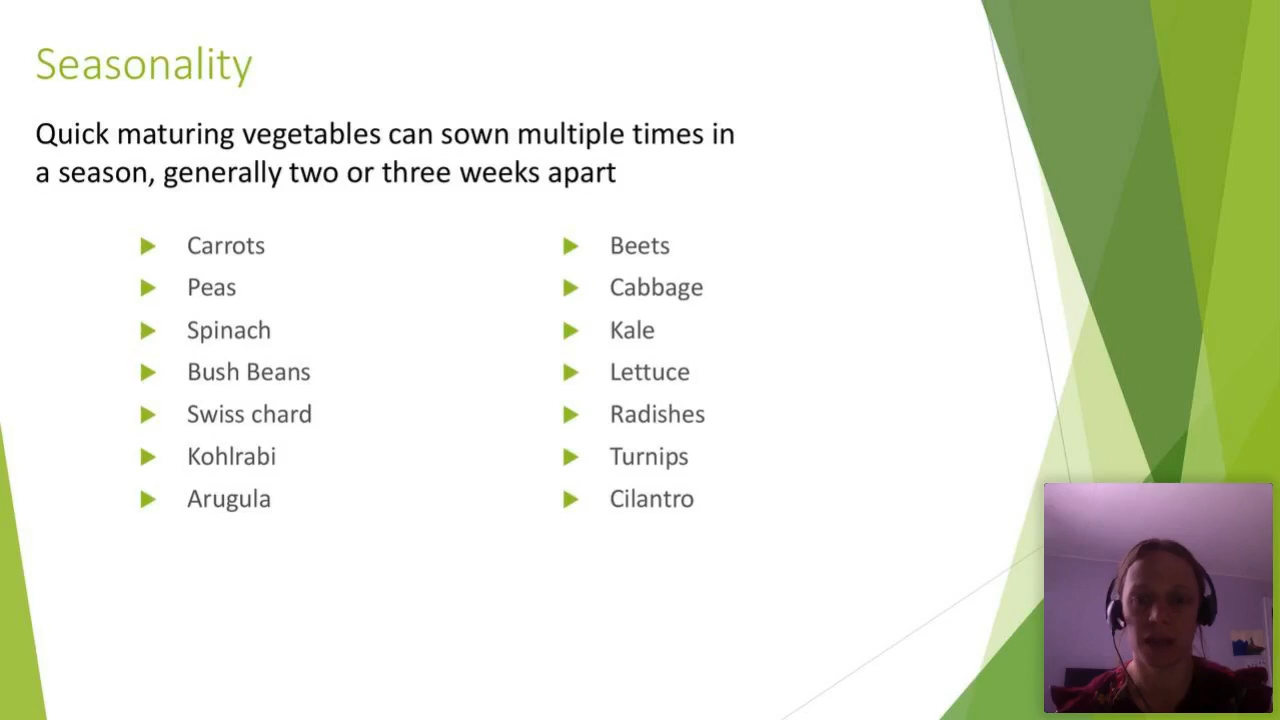 Seasonality
Quick maturing vegetables can sown multiple times in
a season, generally two or three weeks apart
Carrots
Peas
Spinach
Bush Beans
Swiss chard
Kohlrabi
Arugula
Beets
Cabbage
Kale
Lettuce
Radishes
Turnips
Cilantro